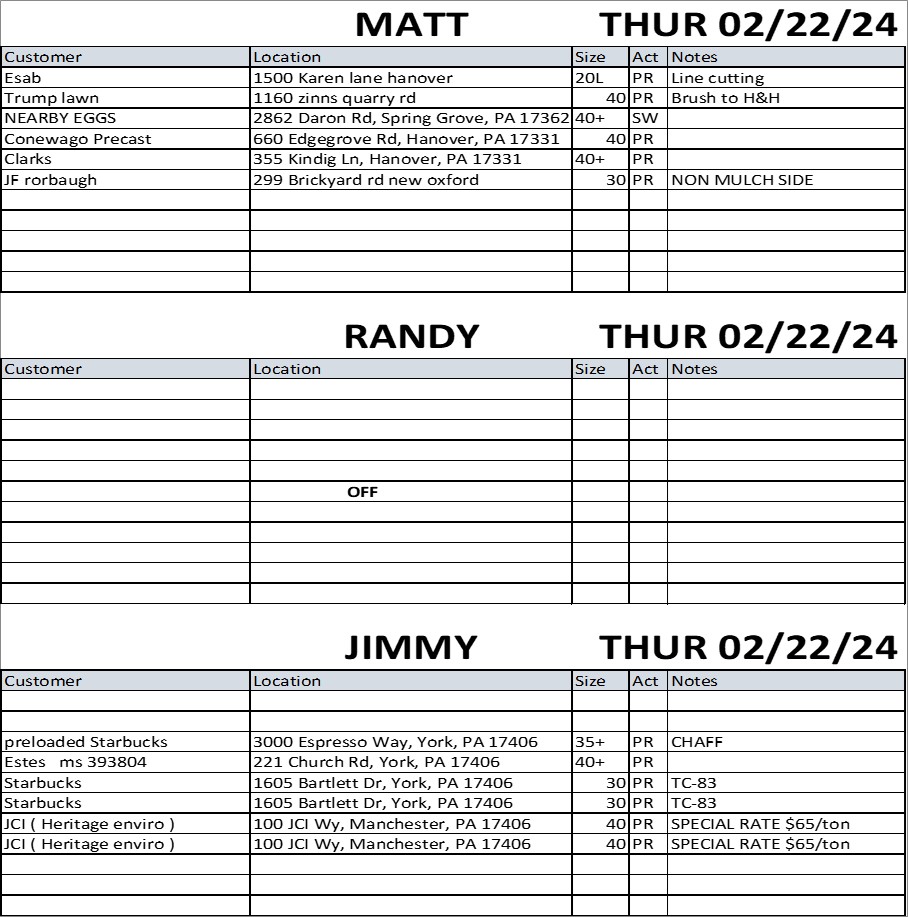 MATT THUR 02/22/24
Customer Location Size Act Notes
Esab 1500 Karen lane hanover 20L PR Line cutting
Trump lawn 1160 zinns quarry rd 40 PR Brush to H&H
NEARBY EGGS 2862 Daron Rd, Spring Grove, PA 17362 40+ SW
Conewago Precast 660 Edgegrove Rd, Hanover, PA 17331 40 PR
Clarks 355 Kindig Ln, Hanover, PA 17331 40+ PR
JF rorbaugh 299 Brickyard rd new oxford 30 PR NON MULCH SIDE
RANDY THUR 02/22/24
Customer Location Size Act Notes
OFF
JIMMY THUR 02/22/24
Customer Location Size Act Notes
preloaded Starbucks 3000 Espresso Way, York, PA 17406 35+ PR CHAFF
Estes ms 393804 221 Church Rd, York, PA 17406 40+ PR
Starbucks 1605 Bartlett Dr, York, PA 17406 30 PR TC-83
Starbucks 1605 Bartlett Dr, York, PA 17406 30 PR TC-83
JCI ( Heritage enviro ) 100 JCI Wy, Manchester, PA 17406 40 PR SPECIAL RATE $65/ton
JCI ( Heritage enviro ) 100 JCI Wy, Manchester, PA 17406 40 PR SPECIAL RATE $65/ton